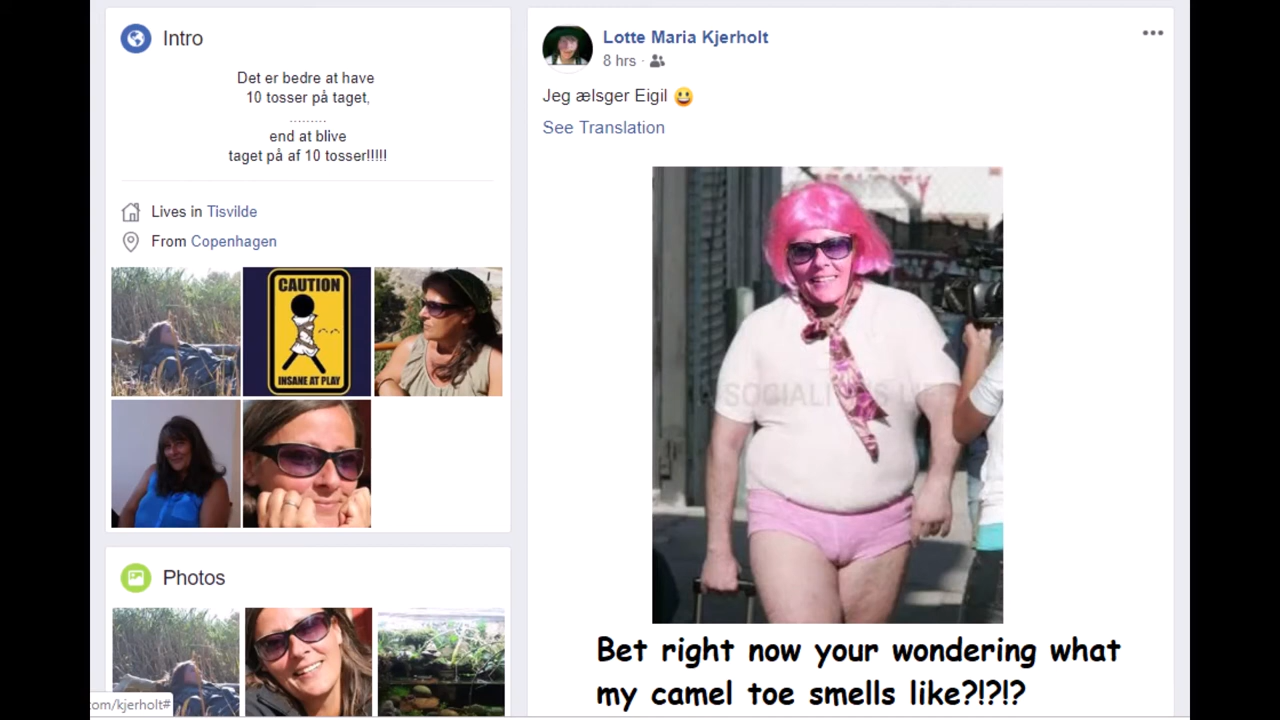 Intro
Det er bedre at have
10 tosser på taget,
.........
end at blive
taget på af 10 tosser!!!!!
Lives in Tisvilde
From Copenhagen
CAUTION
INSANE AT PLAY
Photos
com/kjerholt#
Lotte Maria Kjerholt
8 hrs ·
Jeg ælsger Eigil 😀
See Translation
Bet right now your wondering what
my camel toe smells like?!?!?